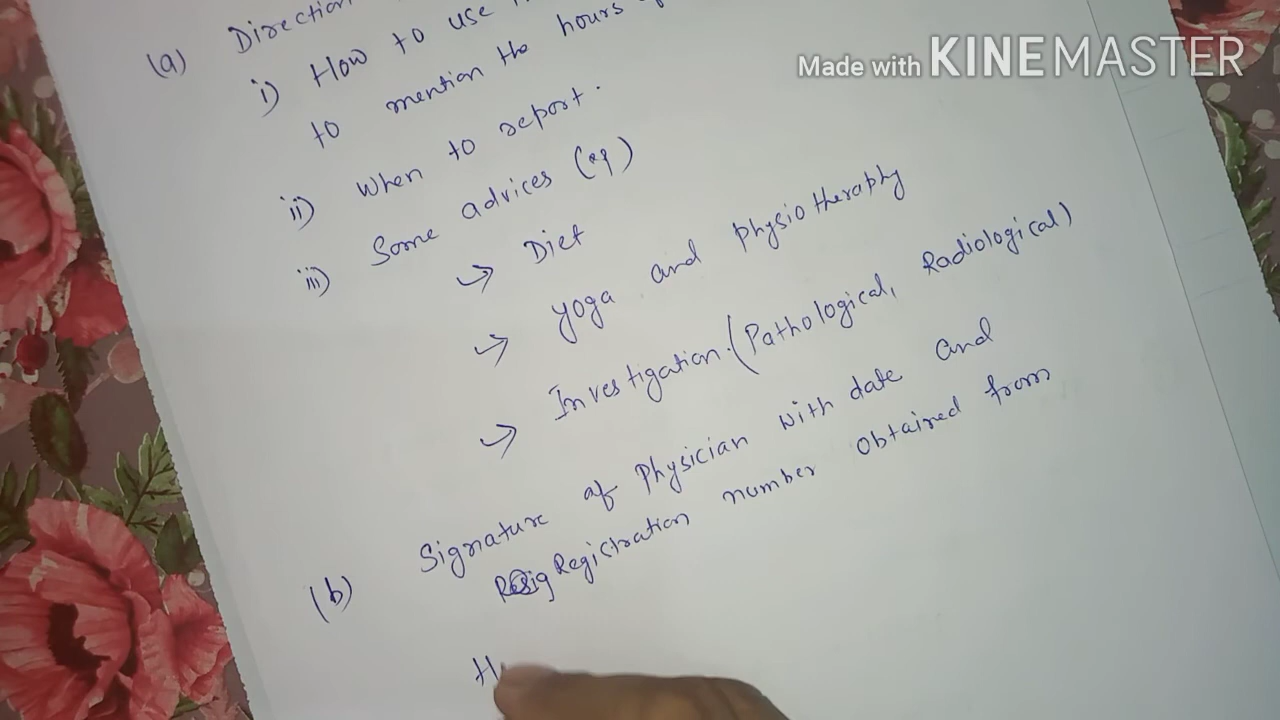 Made with KINEMASTER
(a) Direction
i) How to use
to mention the hours
ii) When to report.
iii) Some advices (eg)
→ Diet
→ yoga and physiotheraphy
→ Investigation.(Pathological, Radiological)
(b) Signature of Physician with date and
Registration number obtained from